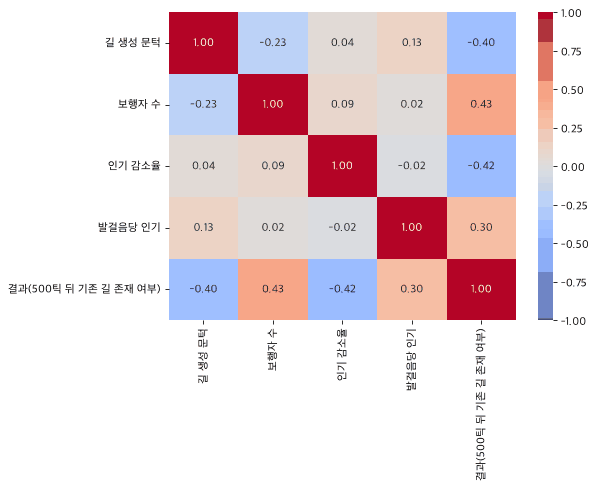 길 생성 문턱 1.00 -0.23 0.04 0.13 -0.40
보행자 수 -0.23 1.00 0.09 0.02 0.43
인기 감소율 0.04 0.09 1.00 -0.02 -0.42
발걸음당 인기 0.13 0.02 -0.02 1.00 0.30
결과(500틱 뒤 기존 길 존재 여부) -0.40 0.43 -0.42 0.30 1.00
길 생성 문턱
보행자 수
인기 감소율
발걸음당 인기
결과(500틱 뒤 기존 길 존재 여부)
1.00
0.75
0.50
0.25
0.00
-0.25
-0.50
-0.75
-1.00